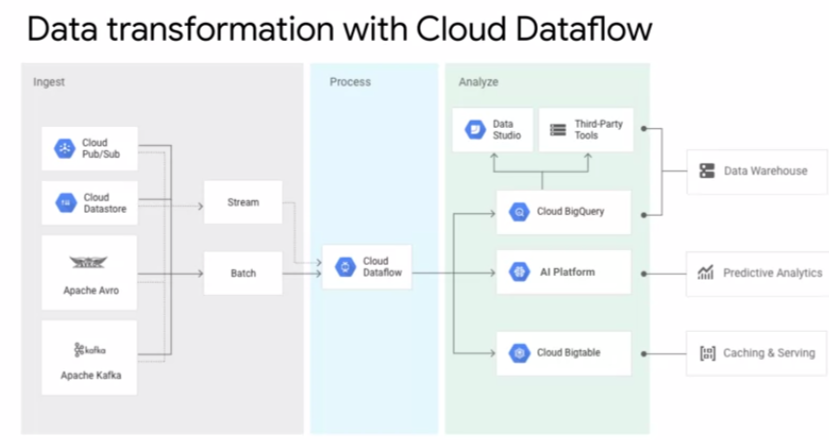 Data transformation with Cloud Dataflow
Ingest
Process
Analyze
Cloud
Pub/Sub
Cloud
Datastore
Apache Avro
kafka
Apache Kafka
Stream
Batch
Cloud
Dataflow
Data
Studio
Third-Party
Tools
Cloud BigQuery
AI Platform
Cloud Bigtable
Data Warehouse
Predictive Analytics
Caching & Serving